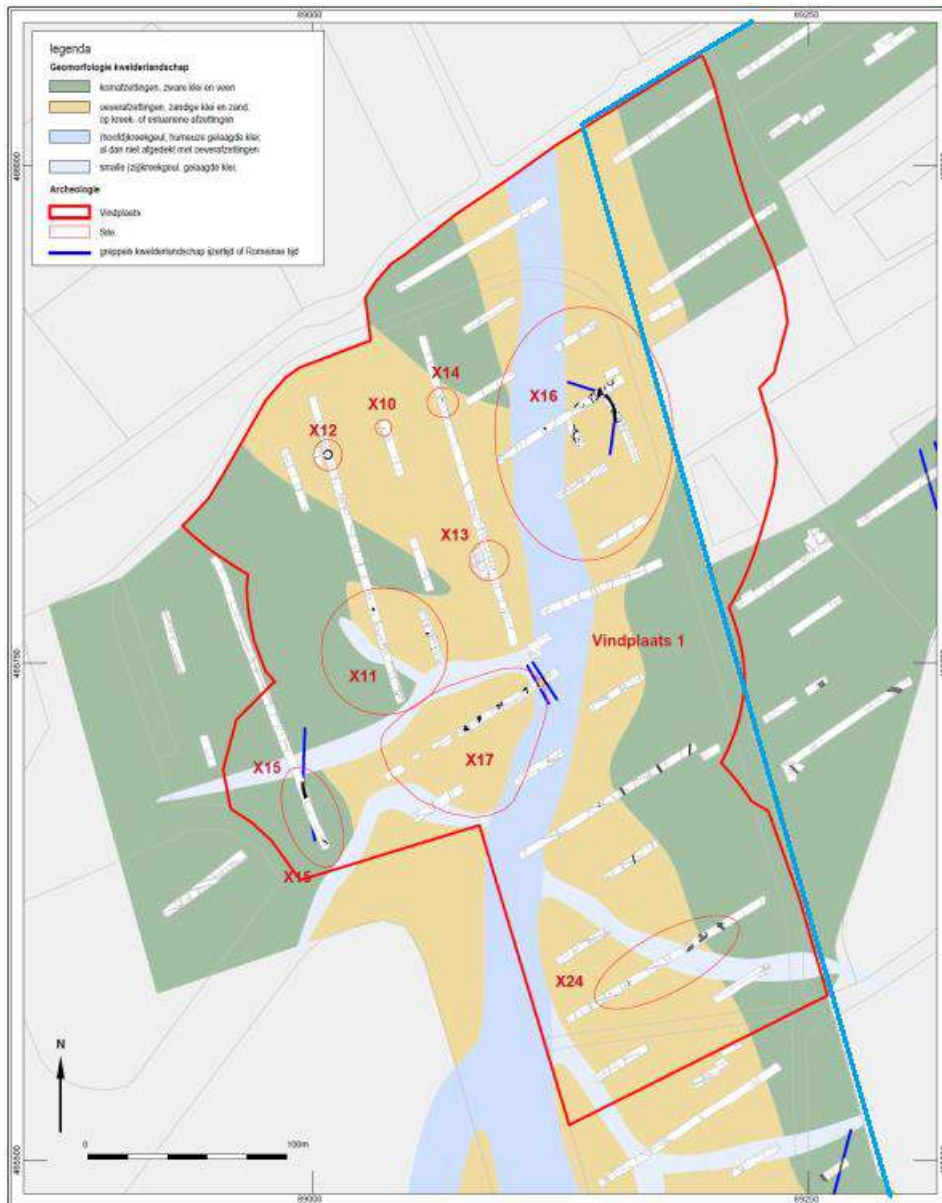 89000
89250
legenda
Geomorfologie kwelderlandschap
komafzettingen, zware klei en veen
oeverafzettingen, zandige klei en zand,
op kreek- of estuariene afzettingen
(hoofd)kreekgeul, humeuze gelaagde klei,
al dan niet afgedekt met oeverafzettingen
smalle (zij)kreekgeul, gelaagde klei,
Archeologie
Vindplaats
Site
greppels kwelderlandschap ijzertijd of Romeinse tijd
X14
X16
X10
X12
X13
Vindplaats 1
X11
X17
X15
X15
X24
N
0
100m
465500
89000
89250